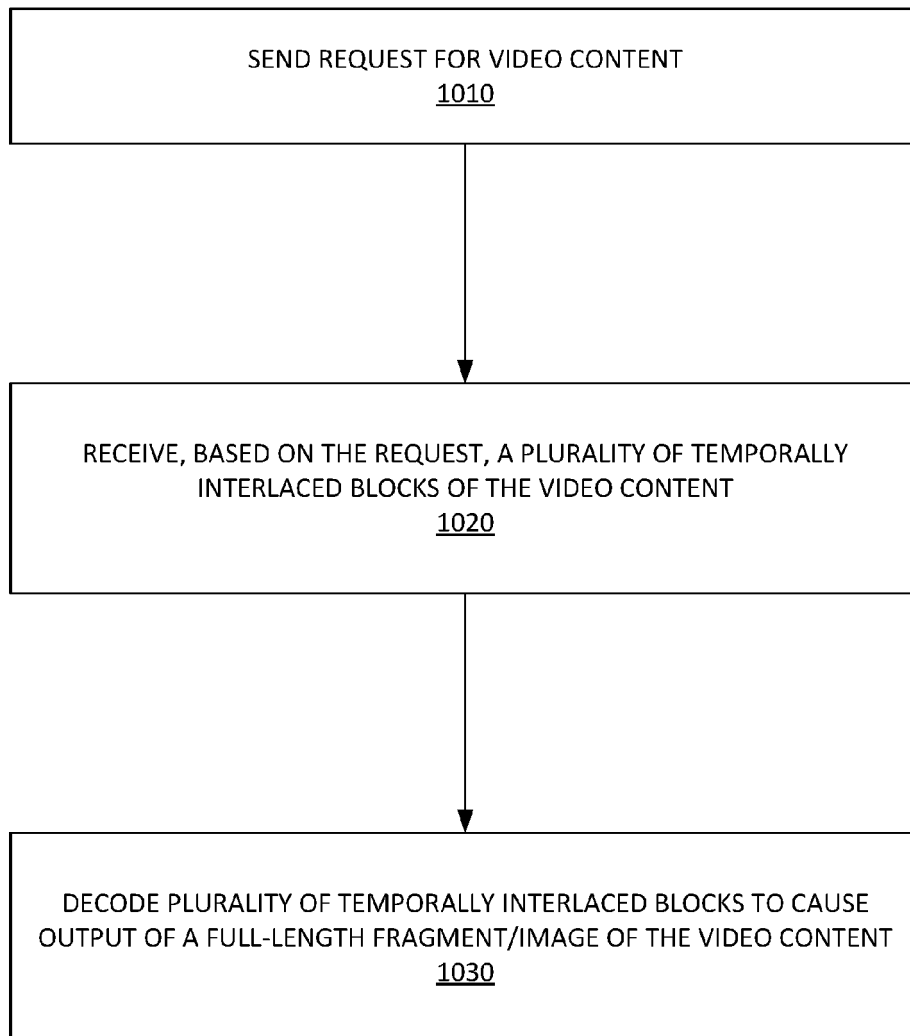 SEND REQUEST FOR VIDEO CONTENT
1010
RECEIVE, BASED ON THE REQUEST, A PLURALITY OF TEMPORALLY
INTERLACED BLOCKS OF THE VIDEO CONTENT
1020
DECODE PLURALITY OF TEMPORALLY INTERLACED BLOCKS TO CAUSE
OUTPUT OF A FULL-LENGTH FRAGMENT/IMAGE OF THE VIDEO CONTENT
1030